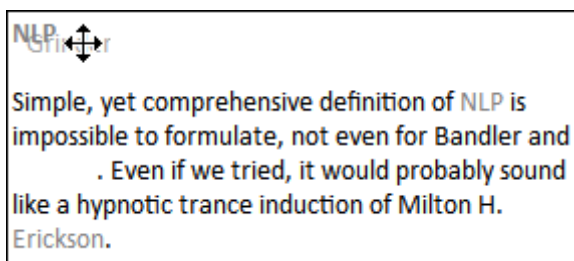 NLP
Grinder
Simple, yet comprehensive definition of NLP is
impossible to formulate, not even for Bandler and
. Even if we tried, it would probably sound
like a hypnotic trance induction of Milton H.
Erickson.